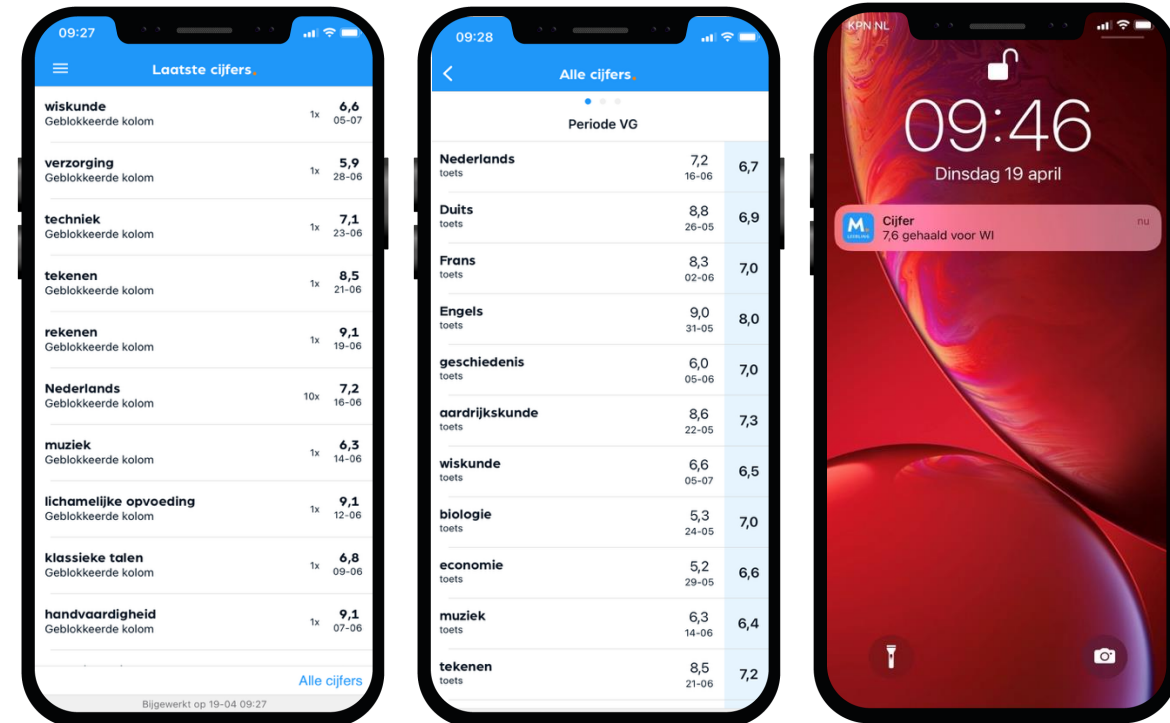 09:27
Laatste cijfers.
wiskunde
1x
6,6
Geblokkeerde kolom
05-07
verzorging
1x
5,9
Geblokkeerde kolom
28-06
techniek
1x
7,1
Geblokkeerde kolom
23-06
tekenen
1x
8,5
Geblokkeerde kolom
21-06
rekenen
1x
9,1
Geblokkeerde kolom
19-06
Nederlands
10x
7,2
Geblokkeerde kolom
16-06
muziek
1x
6,3
Geblokkeerde kolom
14-06
lichamelijke opvoeding
1x
9,1
Geblokkeerde kolom
12-06
klassieke talen
1x
6,8
Geblokkeerde kolom
09-06
handvaardigheid
1x
9,1
Geblokkeerde kolom
07-06
Alle cijfers
Bijgewerkt op 19-04 09:27
09:28
Alle cijfers.
Periode VG
Nederlands
7,2
6,7
toets
16-06
Duits
8,8
6,9
toets
26-05
Frans
8,3
7,0
toets
02-06
Engels
9,0
8,0
toets
31-05
geschiedenis
6,0
7,0
toets
05-06
aardrijkskunde
8,6
7,3
toets
22-05
wiskunde
6,6
6,5
toets
05-07
biologie
5,3
7,0
toets
24-05
economie
5,2
6,6
toets
29-05
muziek
6,3
6,4
toets
14-06
tekenen
8,5
7,2
toets
21-06
KPN NL
09:46
Dinsdag 19 april
M.
LEERLING
Cijfer
nu
7,6 gehaald voor WI